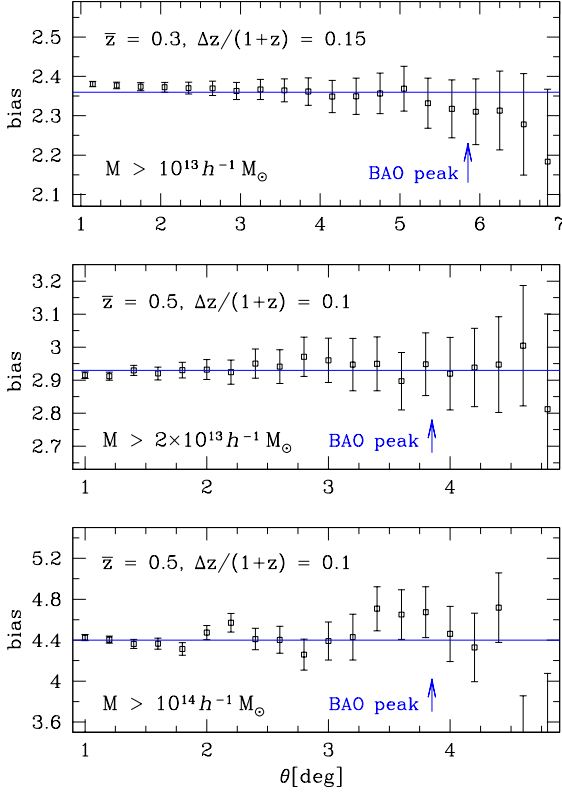 z̅ = 0.3, Δz/(1+z) = 0.15
2.5
2.4
2.3
2.2
2.1
bias
M > 10¹³ h⁻¹ M☉
BAO peak
1 2 3 4 5 6 7
z̅ = 0.5, Δz/(1+z) = 0.1
3.2
3.1
3
2.9
2.8
2.7
bias
M > 2×10¹³ h⁻¹ M☉
BAO peak
1 2 3 4
z̅ = 0.5, Δz/(1+z) = 0.1
5.2
4.8
4.4
4
3.6
bias
M > 10¹⁴ h⁻¹ M☉
BAO peak
1 2 3 4
θ[deg]